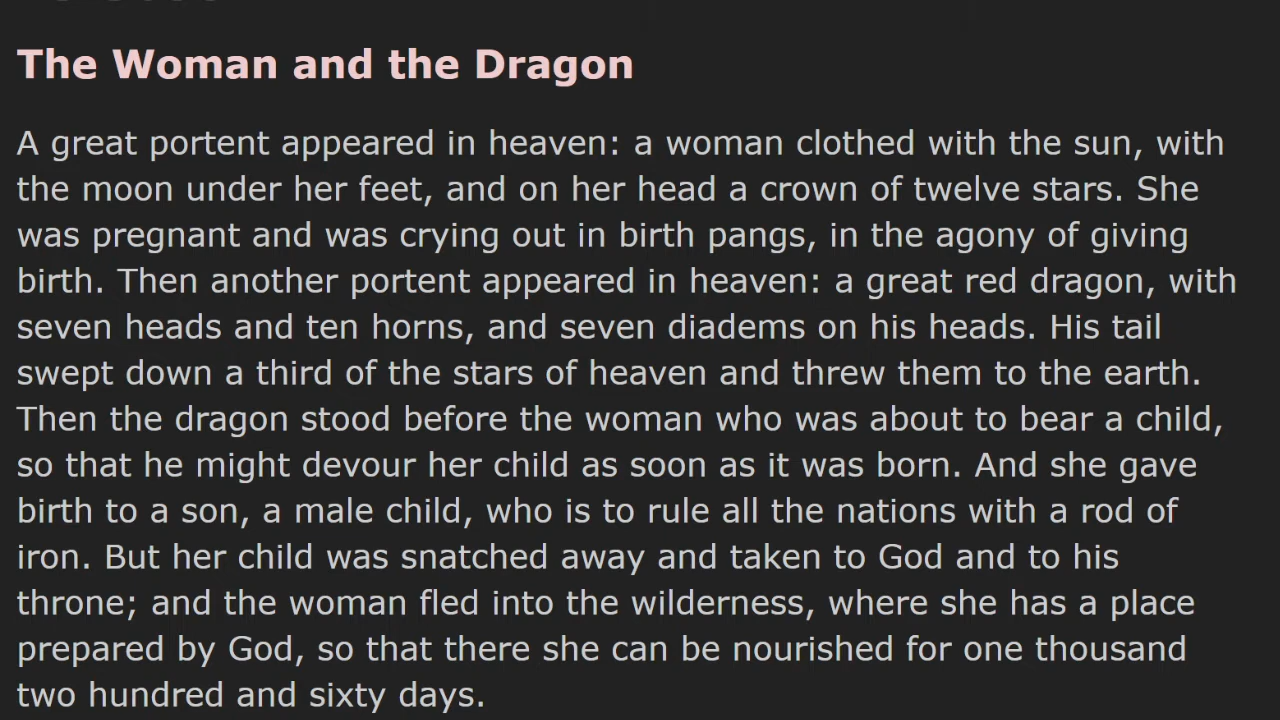 The Woman and the Dragon
A great portent appeared in heaven: a woman clothed with the sun, with
the moon under her feet, and on her head a crown of twelve stars. She
was pregnant and was crying out in birth pangs, in the agony of giving
birth. Then another portent appeared in heaven: a great red dragon, with
seven heads and ten horns, and seven diadems on his heads. His tail
swept down a third of the stars of heaven and threw them to the earth.
Then the dragon stood before the woman who was about to bear a child,
so that he might devour her child as soon as it was born. And she gave
birth to a son, a male child, who is to rule all the nations with a rod of
iron. But her child was snatched away and taken to God and to his
throne; and the woman fled into the wilderness, where she has a place
prepared by God, so that there she can be nourished for one thousand
two hundred and sixty days.